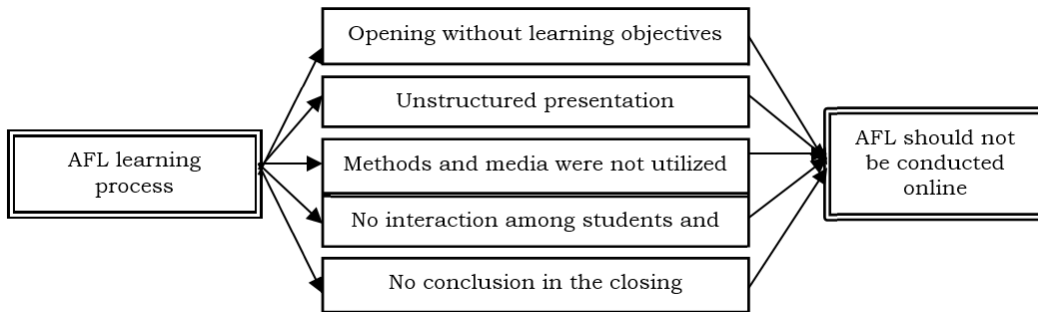 AFL learning
process
Opening without learning objectives
Unstructured presentation
Methods and media were not utilized
No interaction among students and
No conclusion in the closing
AFL should not
be conducted
online